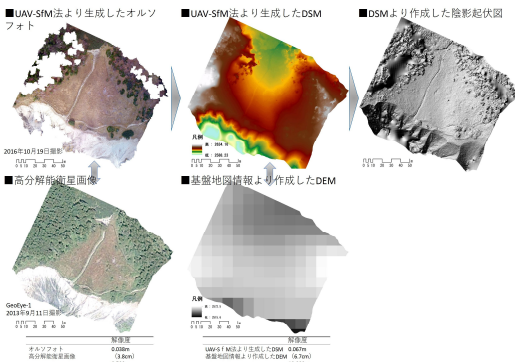 ■UAV-SfM法より生成したオルソ
フォト
■UAV-SfM法より生成したDSM
■DSMより作成した陰影起伏図
2016年10月19日撮影
凡例
■高分解能衛星画像
■基盤地図情報より作成したDEM
GeoEye-1
2013年9月11日撮影
凡例
解像度
オルソフォト 0.038m
高分解能衛星画像 （3.8cm）
解像度
UAV-SｆM法より生成したDSM 0.067m
基盤地図情報より作成したDEM （6.7cm）